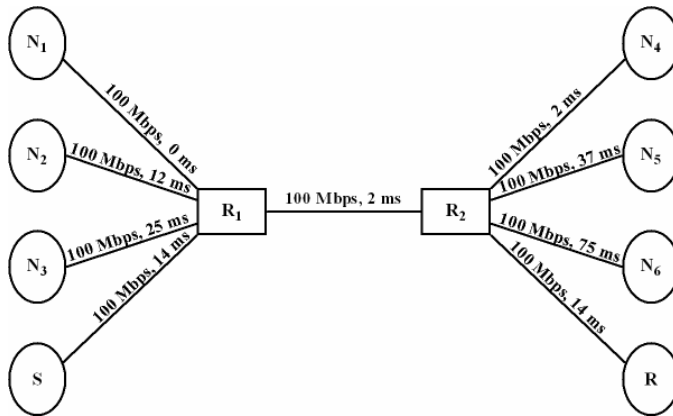 N1
N4
100 Mbps, 0 ms
100 Mbps, 2 ms
N2
N5
100 Mbps, 12 ms
100 Mbps, 37 ms
R1
100 Mbps, 2 ms
R2
100 Mbps, 25 ms
100 Mbps, 75 ms
N3
N6
100 Mbps, 14 ms
100 Mbps, 14 ms
S
R